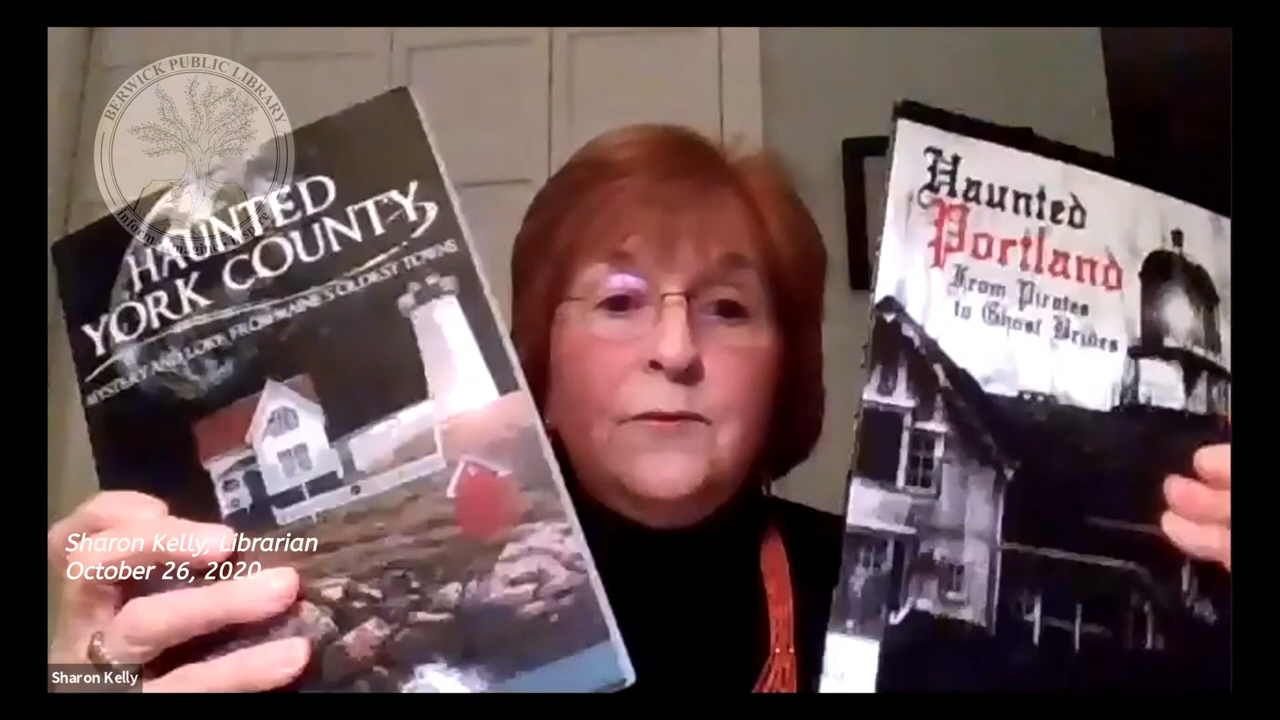 BERWICK PUBLIC LIBRARY
HAUNTED
YORK COUNTY
MYSTERY AND LORE FROM MAINE'S OLDEST TOWNS
Haunted
Portland
From Pirates
to Ghost Brides
Sharon Kelly, Librarian
October 26, 2020
Sharon Kelly